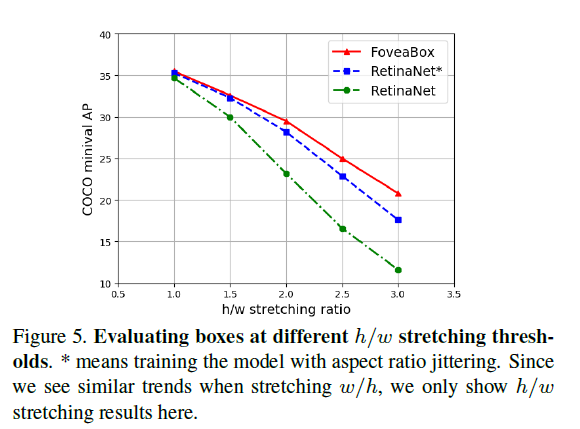 40
35
30
25
20
15
10
COCO minival AP
FoveaBox
RetinaNet*
RetinaNet
0.5 1.0 1.5 2.0 2.5 3.0 3.5
h/w stretching ratio
Figure 5. Evaluating boxes at different h/w stretching thresh-
olds. * means training the model with aspect ratio jittering. Since
we see similar trends when stretching w/h, we only show h/w
stretching results here.